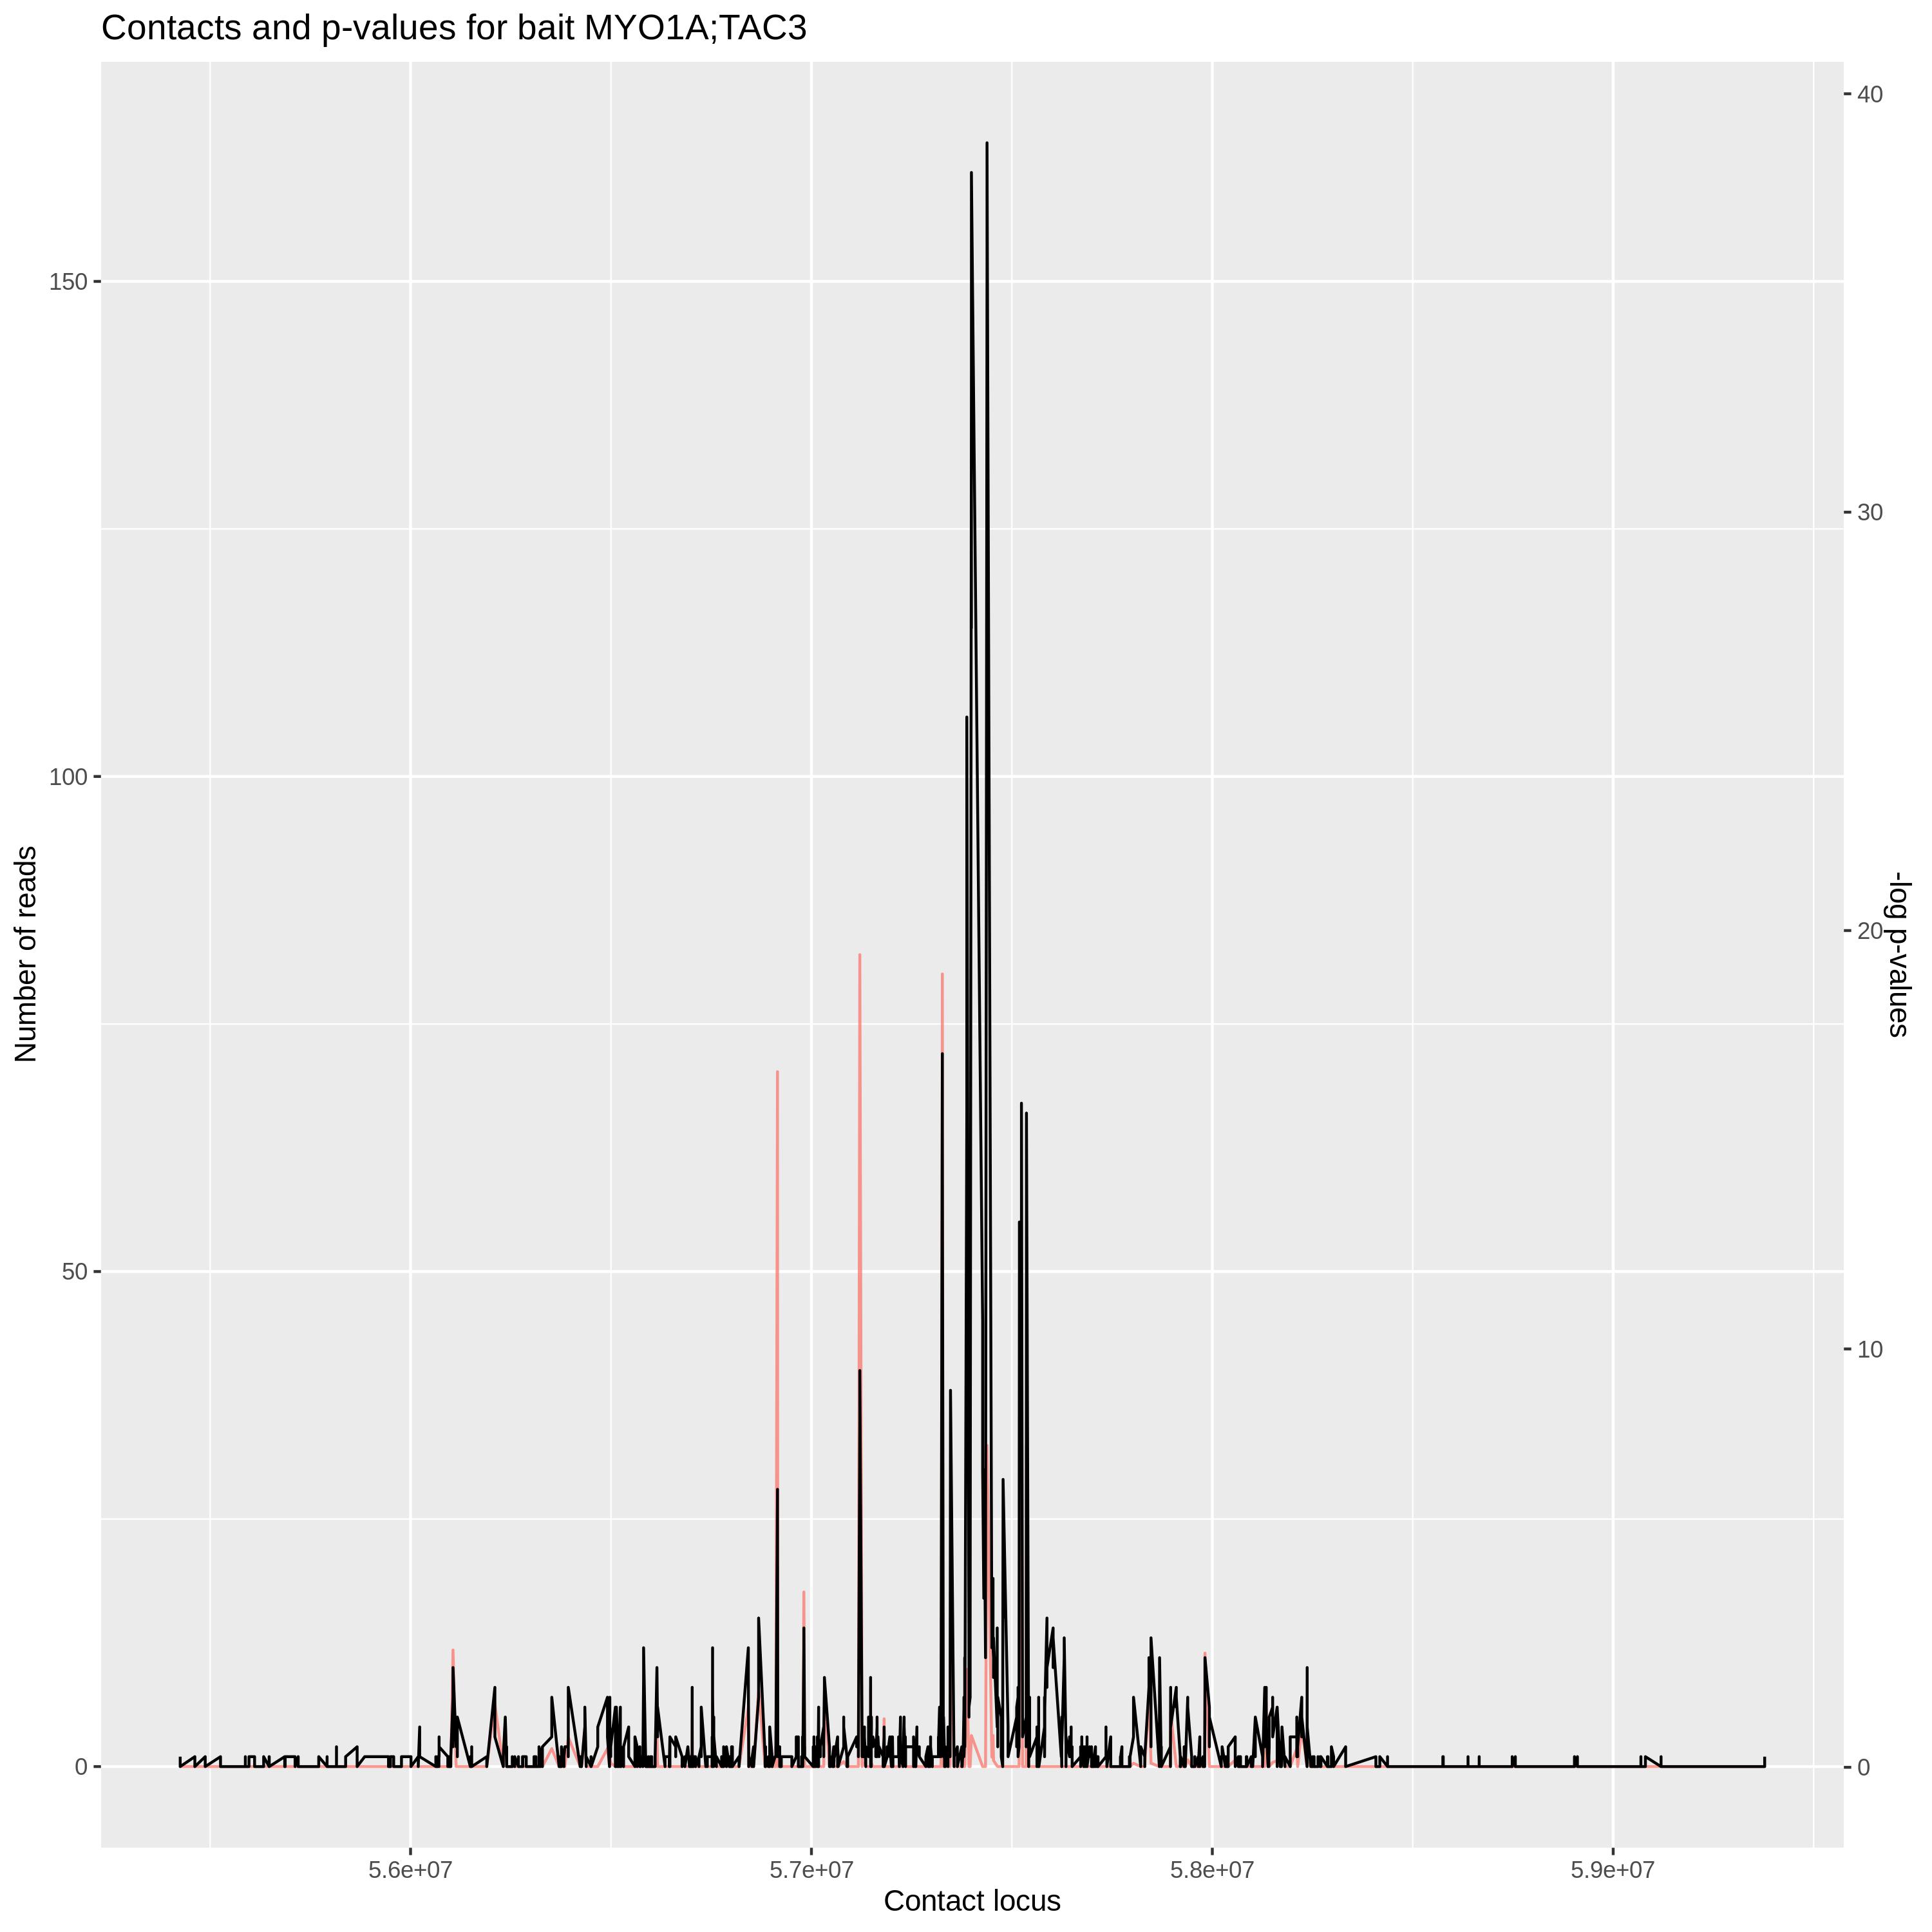 Contacts and p-values for bait MYO1A;TAC3
150
100
50
0
Number of reads
40
30
20
10
0
-log p-values
5.6e+07
5.7e+07
5.8e+07
5.9e+07
Contact locus